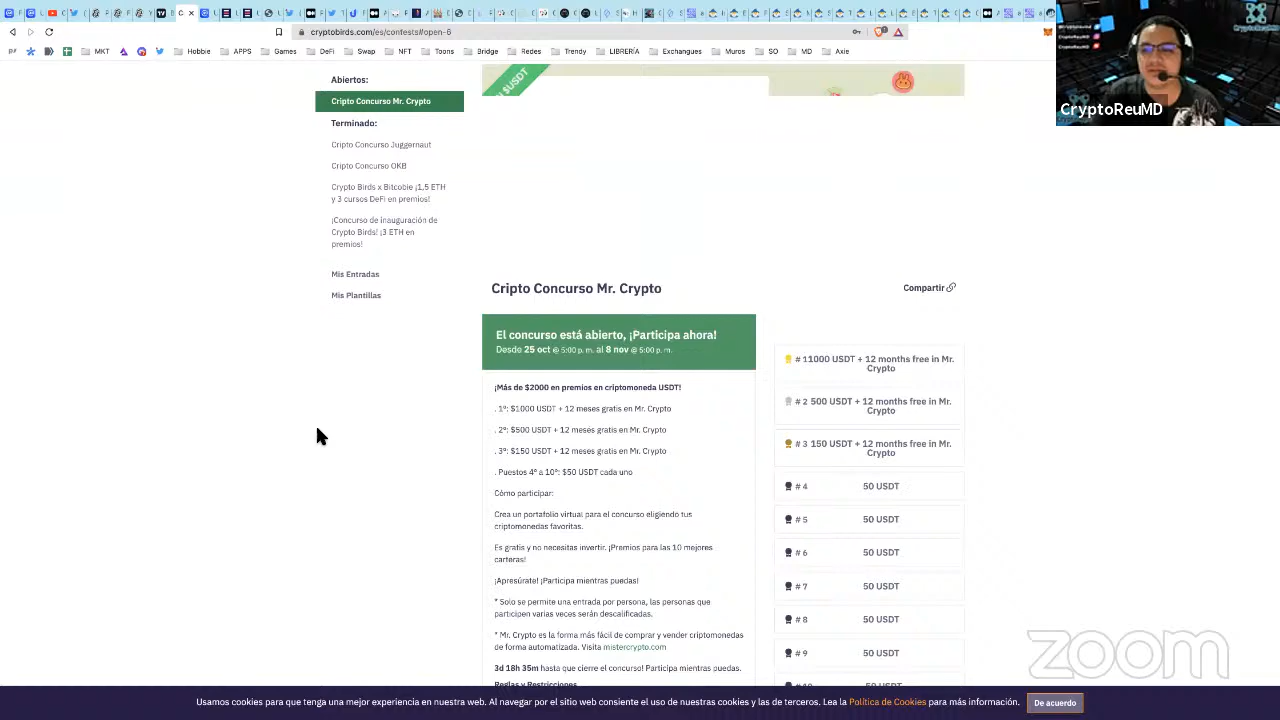 cryptobirds.com/es/contests#open-6
MKT
Hobbie
APPS
Games
DeFi
Swap
NFT
Toons
Bridge
Redes
Trendy
LIBRERÍA
Exchangues
Muros
SO
MD
Axie
CryptoReuMD
Abiertos:
Cripto Concurso Mr. Crypto
Terminado:
Cripto Concurso Juggernaut
Cripto Concurso OKB
Crypto Birds x Bitcobie ¡1,5 ETH
y 3 cursos DeFi en premios!
¡Concurso de inauguración de
Crypto Birds! ¡3 ETH en
premios!
Mis Entradas
Mis Plantillas
N $USDT
Cripto Concurso Mr. Crypto
Compartir
El concurso está abierto, ¡Participa ahora!
Desde 25 oct @ 5:00 p. m. al 8 nov @ 5:00 p. m.
¡Más de $2000 en premios en criptomoneda USDT!
. 1º: $1000 USDT + 12 meses gratis en Mr. Crypto
. 2º: $500 USDT + 12 meses gratis en Mr. Crypto
. 3º: $150 USDT + 12 meses gratis en Mr. Crypto
. Puestos 4º a 10º: $50 USDT cada uno
Cómo participar:
Crea un portafolio virtual para el concurso eligiendo tus
criptomonedas favoritas.
Es gratis y no necesitas invertir. ¡Premios para las 10 mejores
carteras!
¡Apresúrate! ¡Participa mientras puedas!
* Solo se permite una entrada por persona, las personas que
participen varias veces serán descalificadas.
* Mr. Crypto es la forma más fácil de comprar y vender criptomonedas
de forma automatizada. Visita mistercrypto.com
3d 18h 35m hasta que cierre el concurso! Participa mientras puedas.
Reglas y Restricciones
# 1 1000 USDT + 12 months free in Mr.
Crypto
# 2 500 USDT + 12 months free in Mr.
Crypto
# 3 150 USDT + 12 months free in Mr.
Crypto
# 4 50 USDT
# 5 50 USDT
# 6 50 USDT
# 7 50 USDT
# 8 50 USDT
# 9 50 USDT
# 10 50 USDT
zoom
Usamos cookies para que tenga una mejor experiencia en nuestra web. Al navegar por el sitio web consiente el uso de nuestras cookies y las de terceros. Lea la Política de Cookies para más información.
De acuerdo